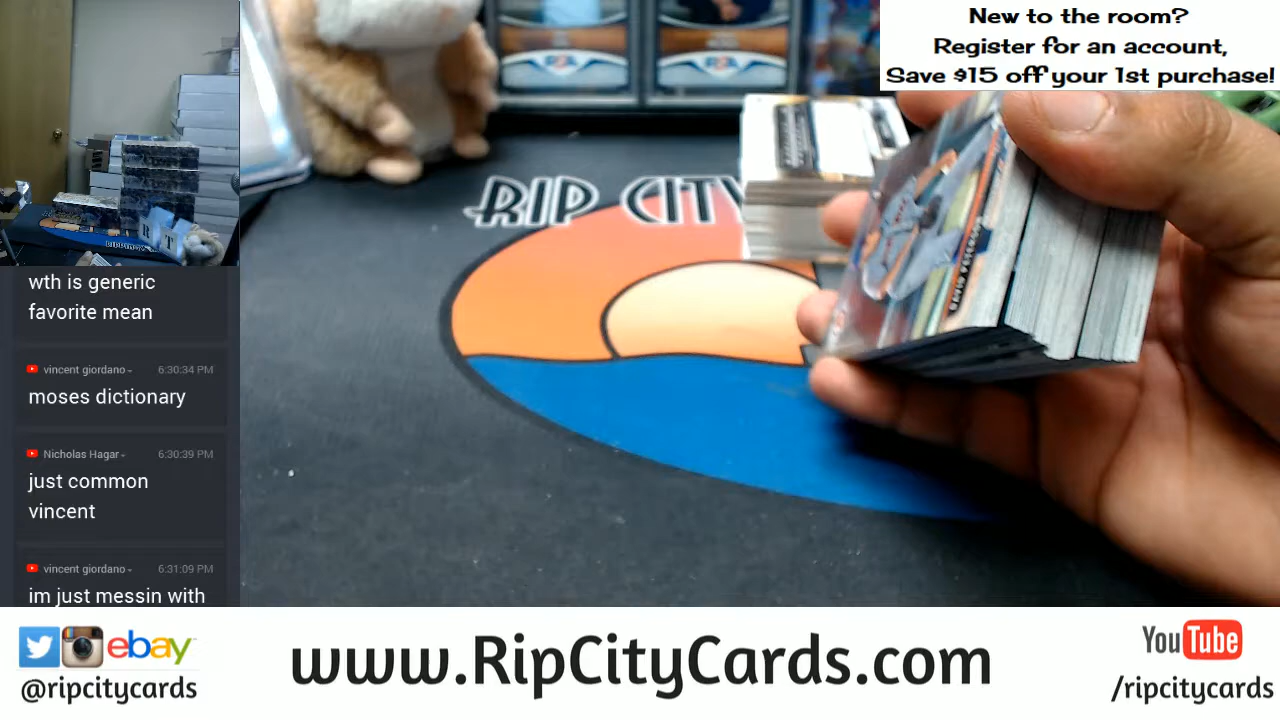 New to the room?
Register for an account,
Save $15 off your 1st purchase!
RIP CITY
wth is generic
favorite mean
vincent giordano 6:30:34 PM
moses dictionary
Nicholas Hagar 6:30:39 PM
just common
vincent
vincent giordano 6:31:09 PM
im just messin with
ebay
@ripcitycards
www.RipCityCards.com
YouTube
/ripcitycards